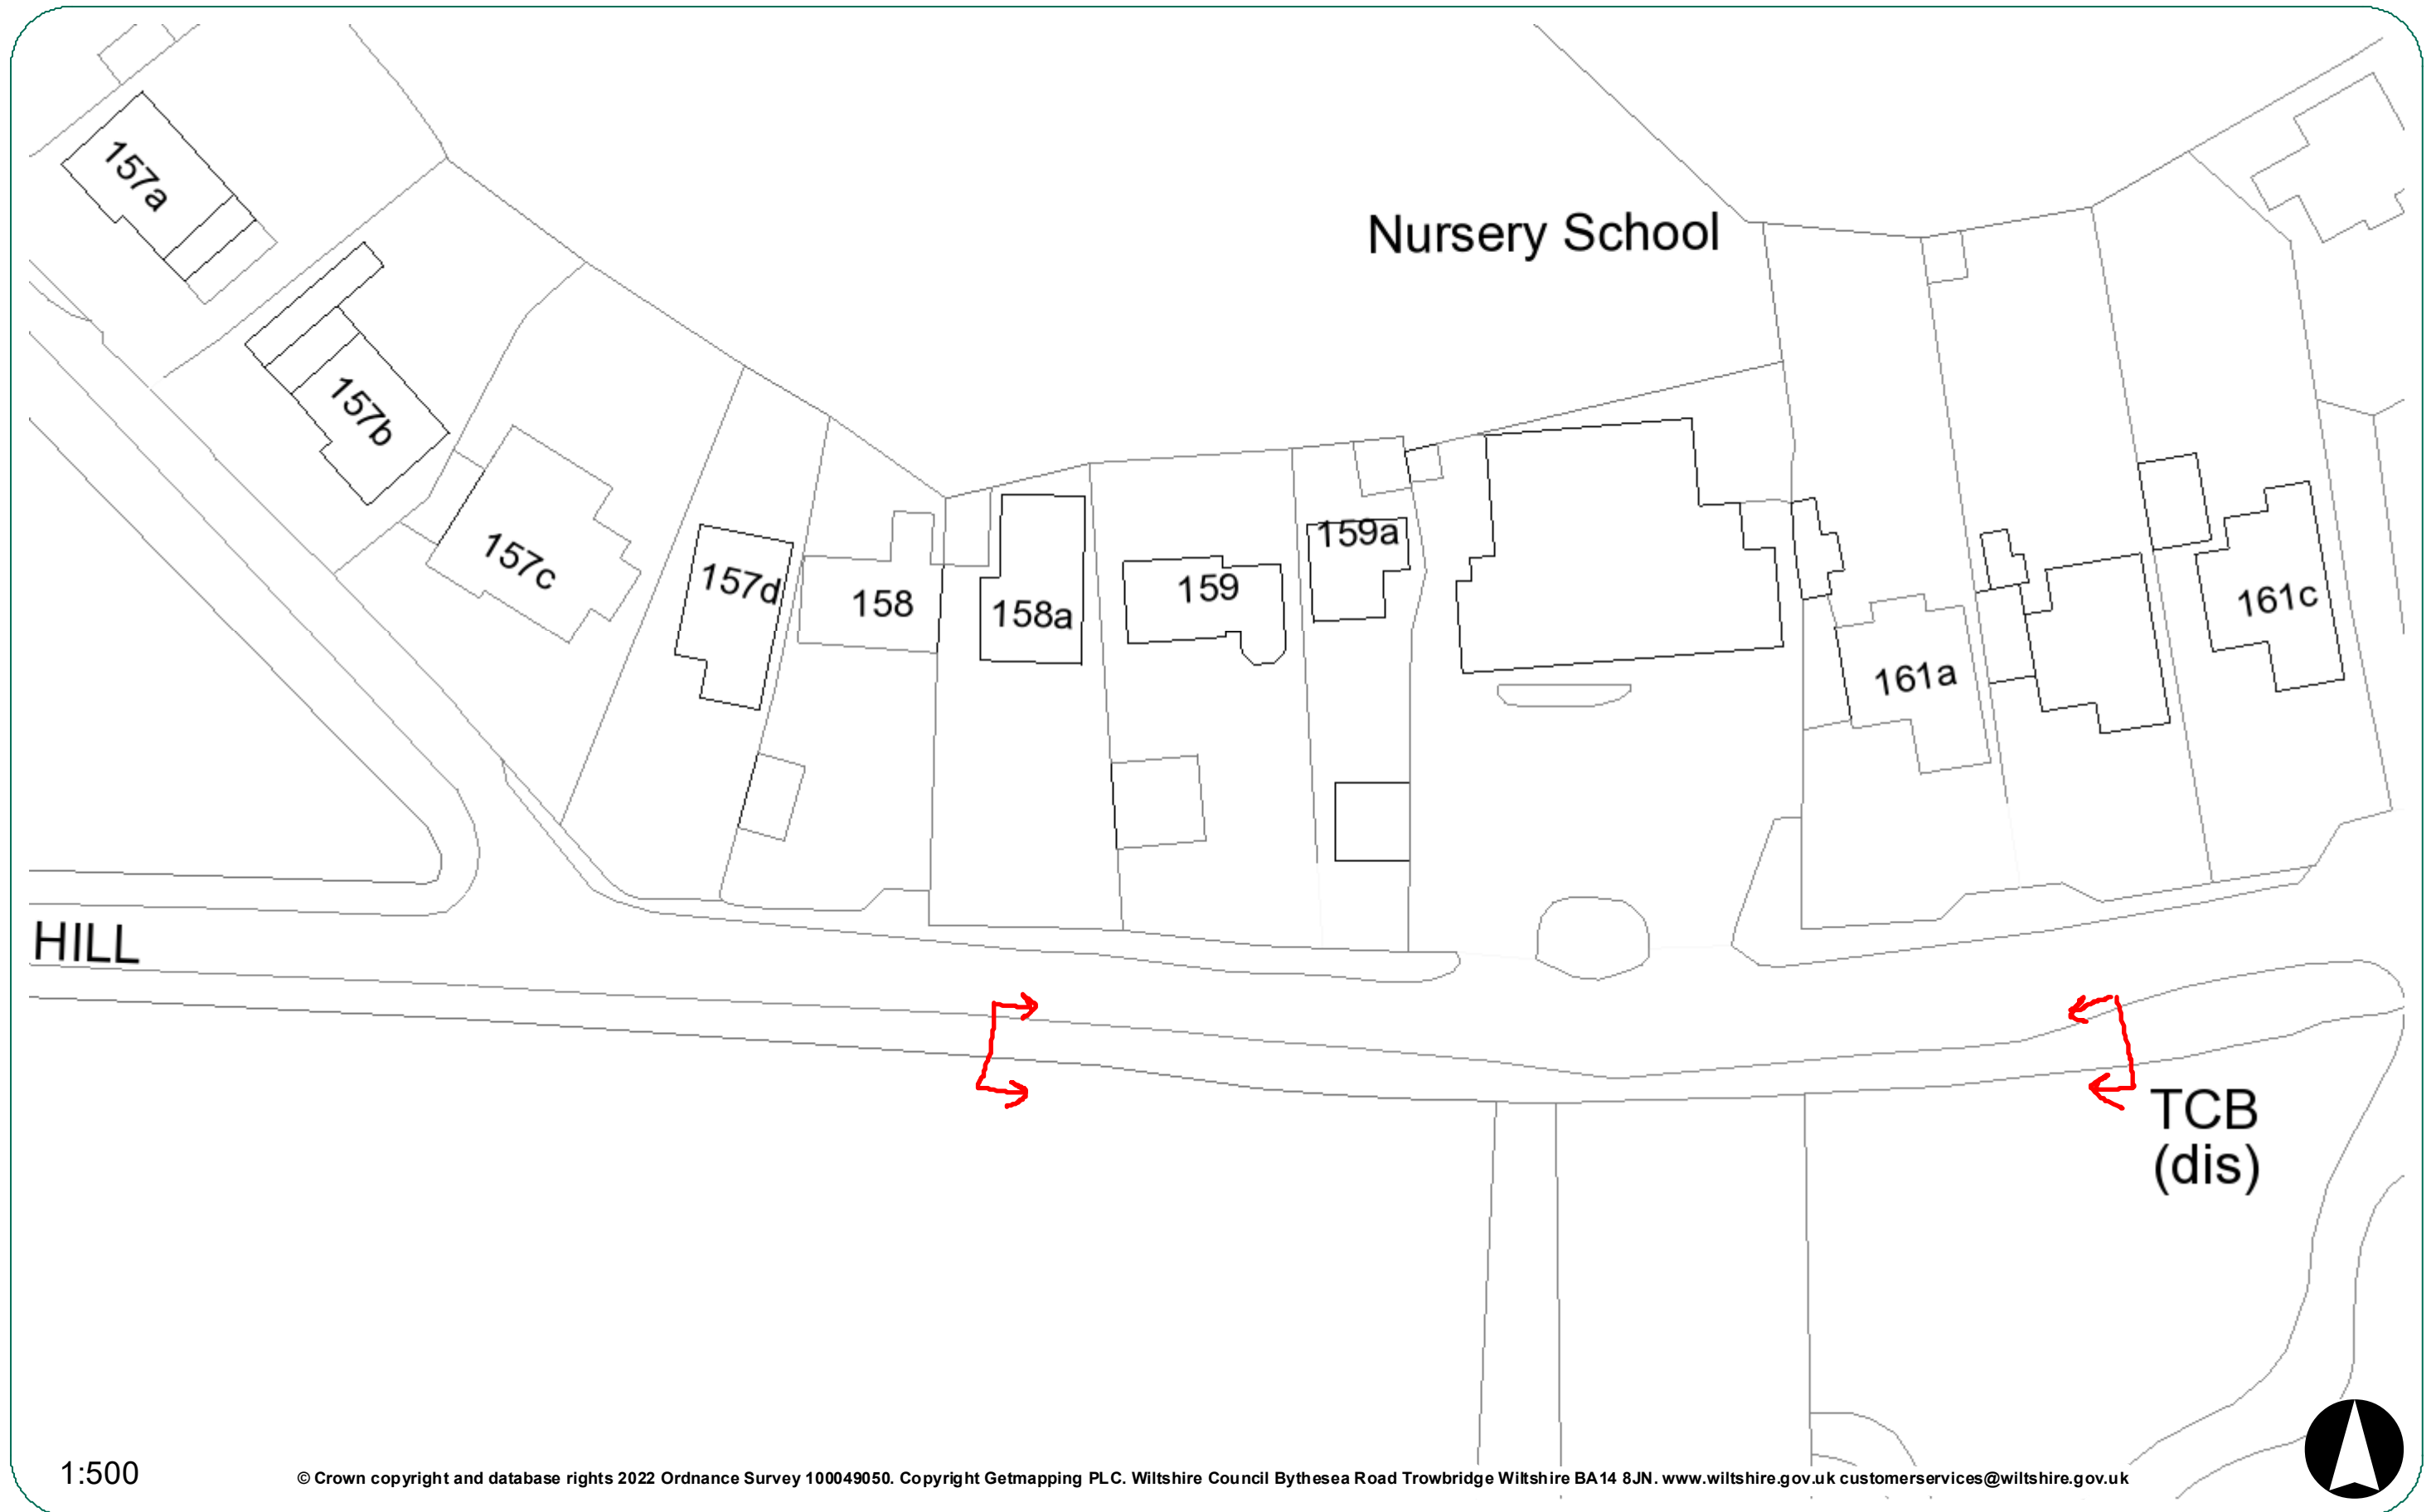 157a
Nursery School
157b
159a
157c
157d
159
158
158a
161c
161a
HILL
TCB
(dis)
1:500
© Crown copyright and database rights 2022 Ordnance Survey 100049050. Copyright Getmapping PLC. Wiltshire Council Bythesea Road Trowbridge Wiltshire BA14 8JN. www.wiltshire.gov.uk customerservices@wiltshire.gov.uk